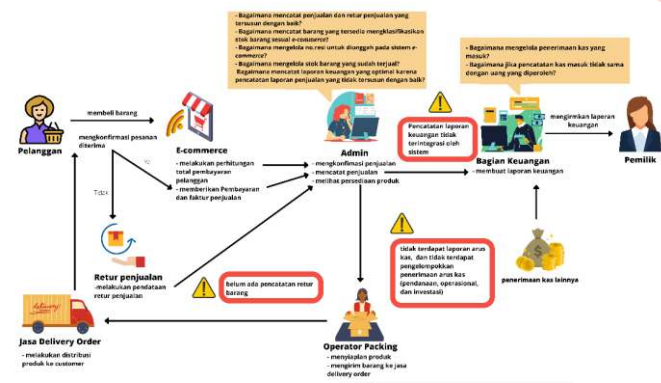 - Bagaimana mencatat penjualan dan retur penjualan yang
tersusun dengan baik?
- Bagaimana mencatat barang yang tersedia mengklasifikasikan
stok barang sesuai e-commerce?
- Bagaimana mengelola no.resi untuk diunggah pada sistem e-
commerce?
- Bagaimana mengelola stok barang yang sudah terjual?
Bagaimana mencatat laporan keuangan yang optimal karena
pencatatan laporan penjualan yang tidak tersusun dengan baik?
- Bagaimana mengelola penerimaan kas yang
masuk?
- Bagaimana jika pencatatan kas masuk tidak sama
dengan uang yang diperoleh?
membeli barang
mengkonfirmasi pesanan
diterima
Pelanggan
E-commerce
- melakukan perhitungan
total pembayaran
pelanggan
- memberikan Pembayaran
dan faktur penjualan
Admin
-mengkonfimasi penjualan
- mencatat penjualan
- melihat persediaan produk
Pencatatan laporan
keuangan tidak
terintegrasi oleh
sistem
Bagian Keuangan
- membuat laporan keuangan
mengirimkan laporan
keuangan
Pemilik
Tidak
Retur penjualan
-melakukan pendataan
retur penjualan
belum ada pencatatan retur
barang
tidak terdapat laporan arus
kas, dan tidak terdapat
pengelompokkan
penerimaan arus kas
(pendanaan, operasional,
dan investasi)
penerimaan kas lainnya
delivery
Jasa Delivery Order
- melakukan distribusi
produk ke customer
Operator Packing
- menyiapkan produk
- mengirim barang ke jasa
delivery order